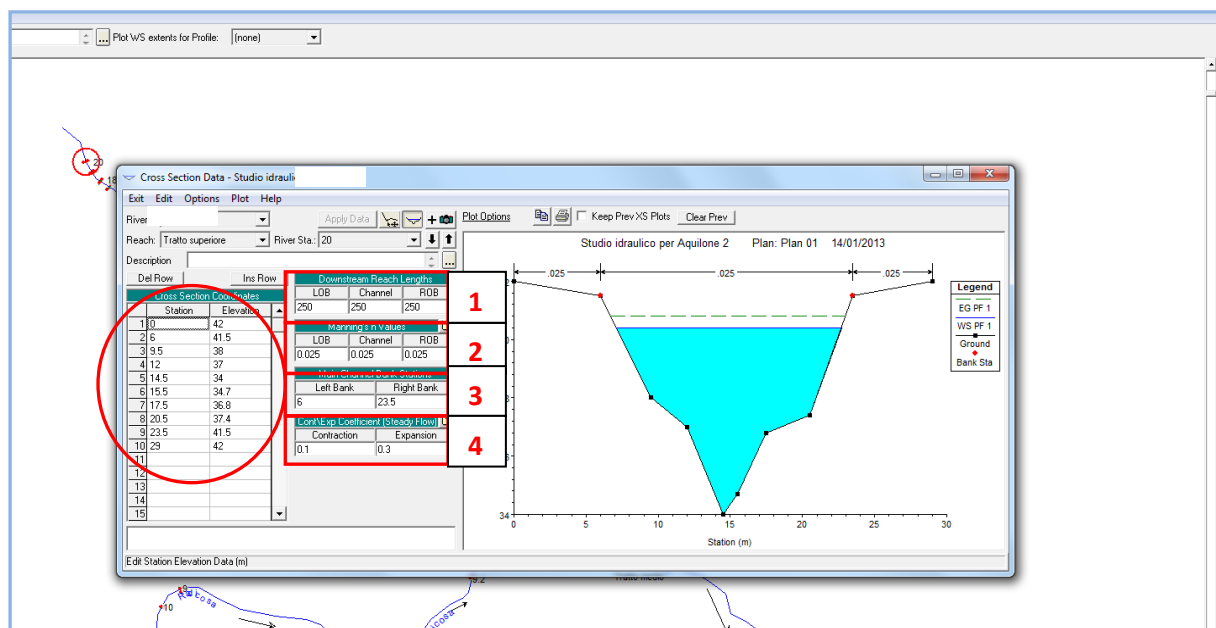 ... Plot WS extents for Profile: (none)
20
18
Cross Section Data - Studio idrauli
Exit Edit Options Plot Help
River
Apply Data
Plot Options
Keep Prev XS Plots
Clear Prev
Reach: Tratto superiore River Sta.: 20
Description
...
Del Row Ins Row
Cross Section Coordinates
Station Elevation
1 0 42
2 6 41.5
3 9.5 38
4 12 37
5 14.5 34
6 15.5 34.7
7 17.5 36.8
8 20.5 37.4
9 23.5 41.5
10 29 42
11
12
13
14
15
Downstream Reach Lengths
LOB Channel ROB
250 250 250
1
Manning's n Values
LOB Channel ROB
0.025 0.025 0.025
2
Main Channel Bank Stations
Left Bank Right Bank
6 23.5
3
Cont\Exp Coefficient (Steady Flow)
Contraction Expansion
0.1 0.3
4
Edit Station Elevation Data (m)
Studio idraulico per Aquilone 2 Plan: Plan 01 14/01/2013
.025 .025 .025
34
0 5 10 15 20 25 30
Station (m)
Legend
EG PF 1
WS PF 1
Ground
Bank Sta
9
10
9.2
Tratto medio